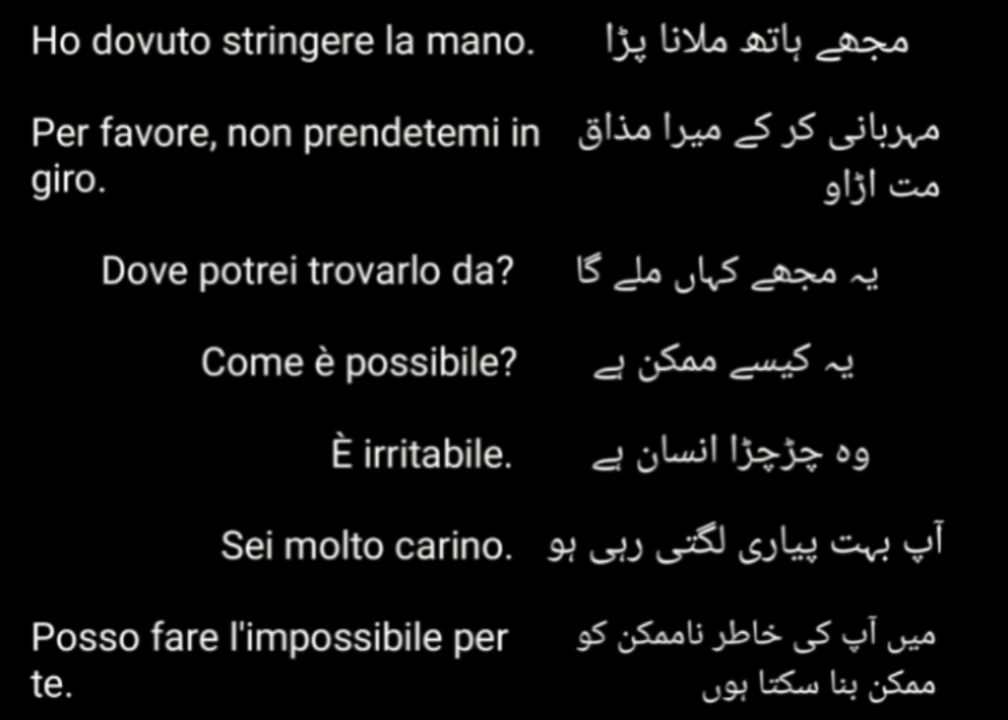 Ho dovuto stringere la mano. مجھے ہاتھ ملانا پڑا
Per favore, non prendetemi in مہربانی کر کے میرا مذاق
giro. مت اڑاو
Dove potrei trovarlo da? یہ مجھے کہاں ملے گا
Come è possibile? یہ کیسے ممکن ہے
È irritabile. وہ چڑچڑا انسان ہے
Sei molto carino. آپ بہت پیاری لگتی رہی ہو
Posso fare l'impossibile per میں آپ کی خاطر ناممکن کو
te. ممکن بنا سکتا ہوں